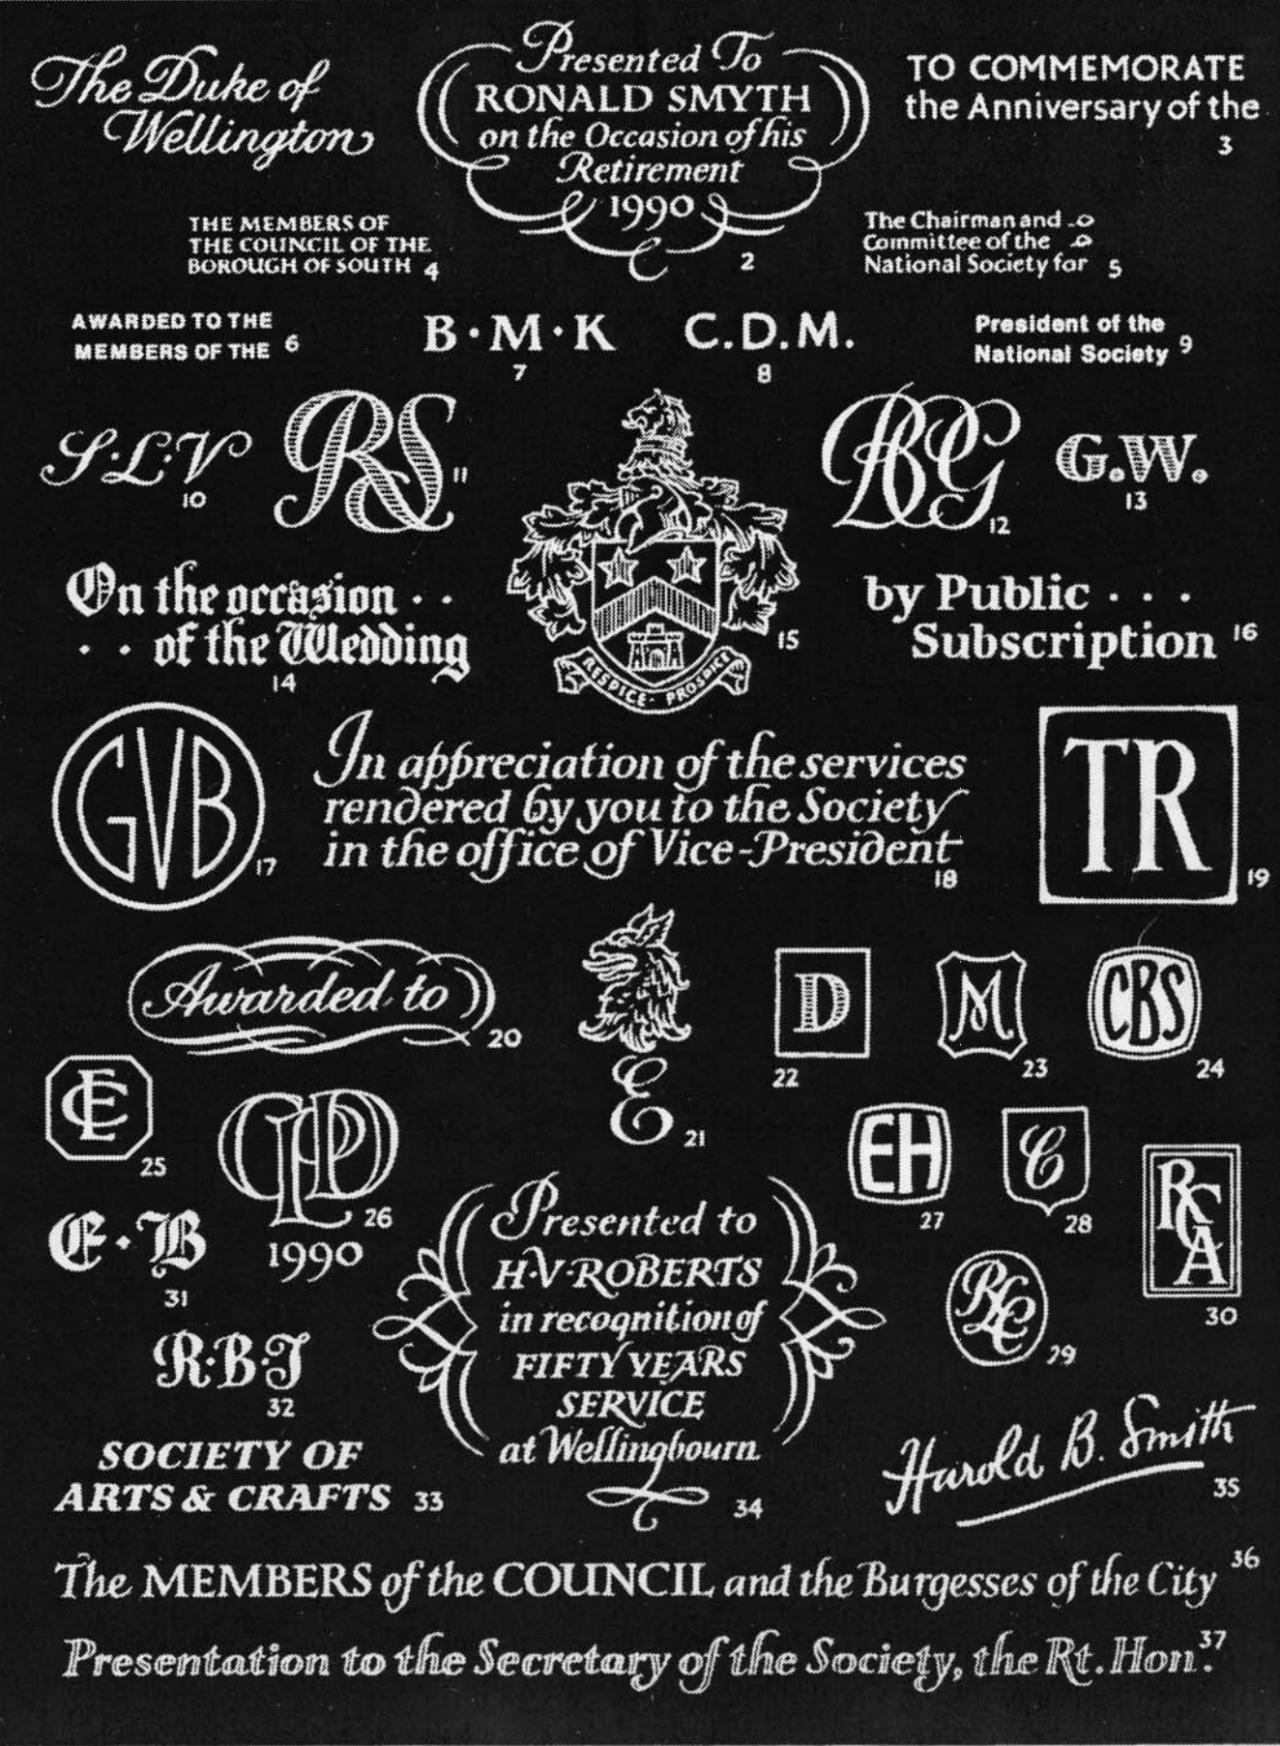 The Duke of
Wellington
Presented To
RONALD SMYTH
on the Occasion of his
Retirement
1990
2
TO COMMEMORATE
the Anniversary of the
3
THE MEMBERS OF
THE COUNCIL OF THE
BOROUGH OF SOUTH 4
The Chairman and
Committee of the
National Society for 5
AWARDED TO THE
MEMBERS OF THE 6
B·M·K
7
C.D.M.
8
President of the
National Society 9
S·L·V
10
RS
11
BCG
12
G.W.
13
On the occasion · ·
· · of the Wedding
14
RESPICE · PROSPICE
15
by Public · · ·
Subscription 16
GVB
17
In appreciation of the services
rendered by you to the Society
in the office of Vice-President
18
TR
19
Awarded to
20
E
21
D
22
M
23
CBS
24
CE
25
GPD
26
1990
EH
27
C
28
BLC
29
RCA
30
E·B
31
R·B·J
32
SOCIETY OF
ARTS & CRAFTS 33
Presented to
H·V·ROBERTS
in recognition of
FIFTY YEARS
SERVICE
at Wellingbourn
34
Harold B. Smith
35
The MEMBERS of the COUNCIL and the Burgesses of the City 36
Presentation to the Secretary of the Society, the Rt. Hon. 37